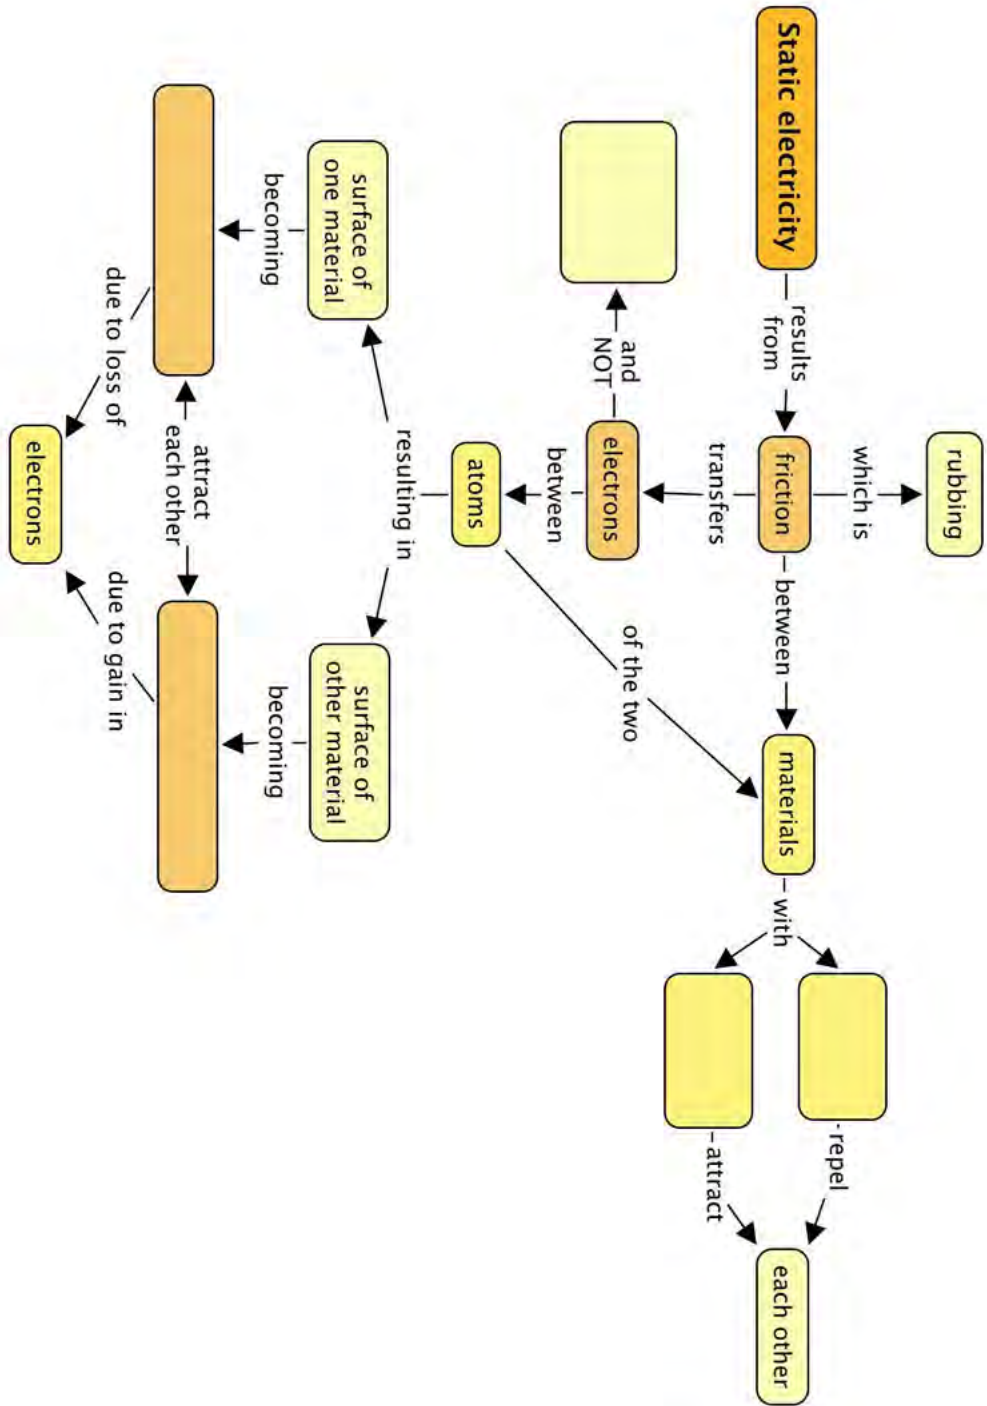 rubbing
which is
Static electricity
results
from
friction
between
materials
with
repel
attract
each other
transfers
and
NOT
electrons
between
atoms
of the two
resulting in
surface of
one material
surface of
other material
becoming
becoming
attract
each other
due to loss of
due to gain in
electrons